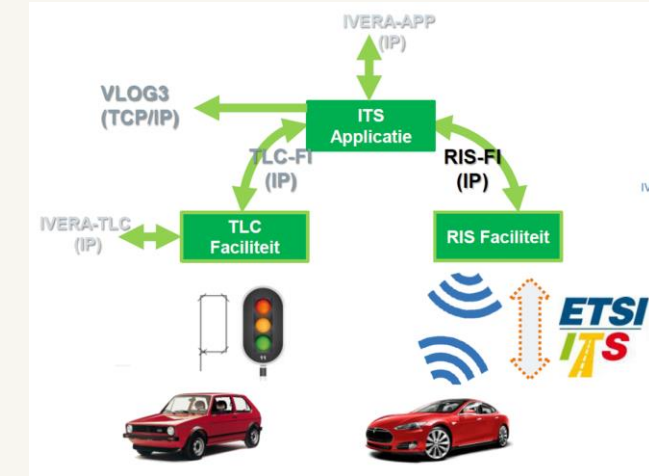 IVERA-APP
(IP)
VLOG3
(TCP/IP)
ITS
Applicatie
TLC-FI
(IP)
RIS-FI
(IP)
IVERA-TLC
(IP)
TLC
Faciliteit
RIS Faciliteit
IV
ETSI
ITS